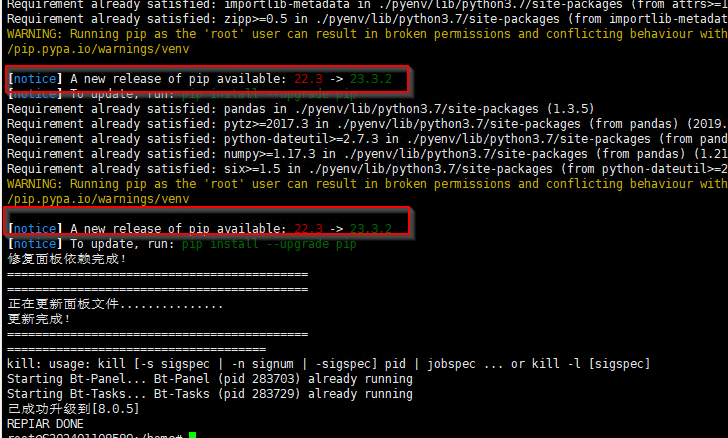 Requirement already satisfied: importlib-metadata in ./pyenv/lib/python3.7/site-packages (from attrs>=1
Requirement already satisfied: zipp>=0.5 in ./pyenv/lib/python3.7/site-packages (from importlib-metada
WARNING: Running pip as the 'root' user can result in broken permissions and conflicting behaviour with
/pip.pypa.io/warnings/venv
[notice] A new release of pip available: 22.3 -> 23.3.2
[notice] To update, run: pip install --upgrade pip
Requirement already satisfied: pandas in ./pyenv/lib/python3.7/site-packages (1.3.5)
Requirement already satisfied: pytz>=2017.3 in ./pyenv/lib/python3.7/site-packages (from pandas) (2019.
Requirement already satisfied: python-dateutil>=2.7.3 in ./pyenv/lib/python3.7/site-packages (from pand
Requirement already satisfied: numpy>=1.17.3 in ./pyenv/lib/python3.7/site-packages (from pandas) (1.21
Requirement already satisfied: six>=1.5 in ./pyenv/lib/python3.7/site-packages (from python-dateutil>=2
WARNING: Running pip as the 'root' user can result in broken permissions and conflicting behaviour with
/pip.pypa.io/warnings/venv
[notice] A new release of pip available: 22.3 -> 23.3.2
[notice] To update, run: pip install --upgrade pip
修复面板依赖完成!
===========================================
===========================================
正在更新面板文件...............
更新完成!
===========================================
=====================================
kill: usage: kill [-s sigspec | -n signum | -sigspec] pid | jobspec ... or kill -l [sigspec]
Starting Bt-Panel... Bt-Panel (pid 283703) already running
Starting Bt-Tasks... Bt-Tasks (pid 283729) already running
已成功升级到[8.0.5]
REPIAR DONE